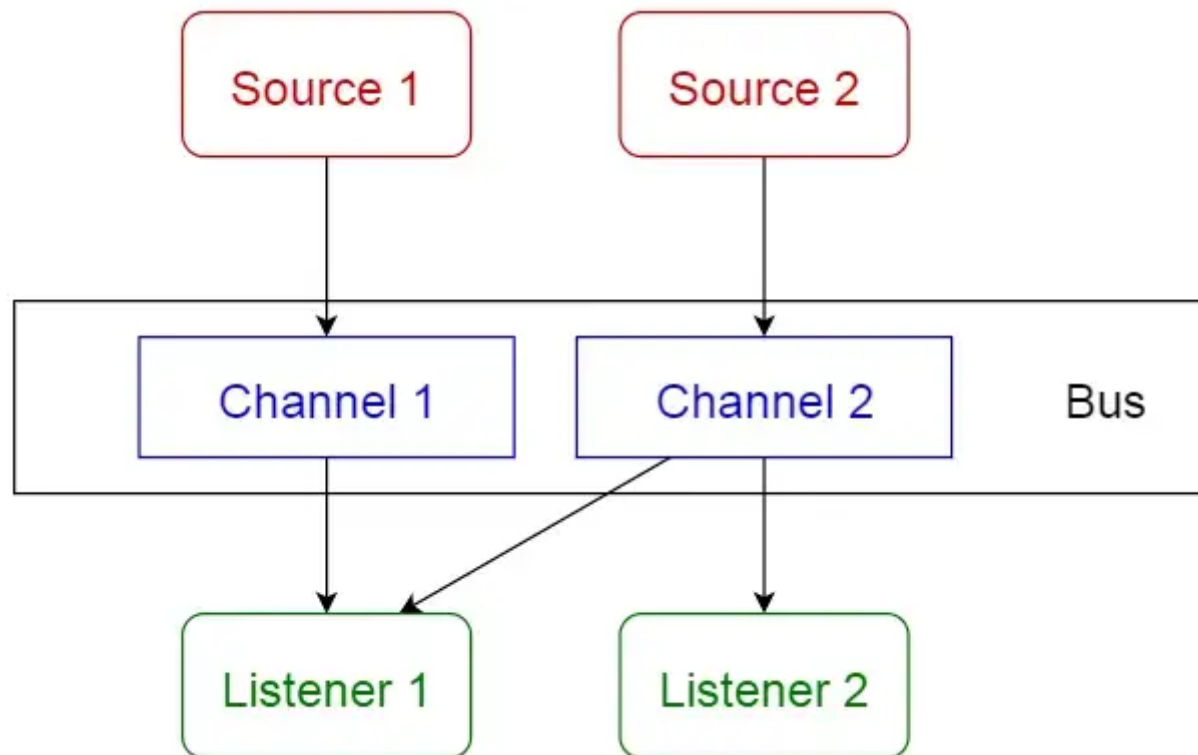 Source 1
Source 2
Channel 1
Channel 2
Bus
Listener 1
Listener 2